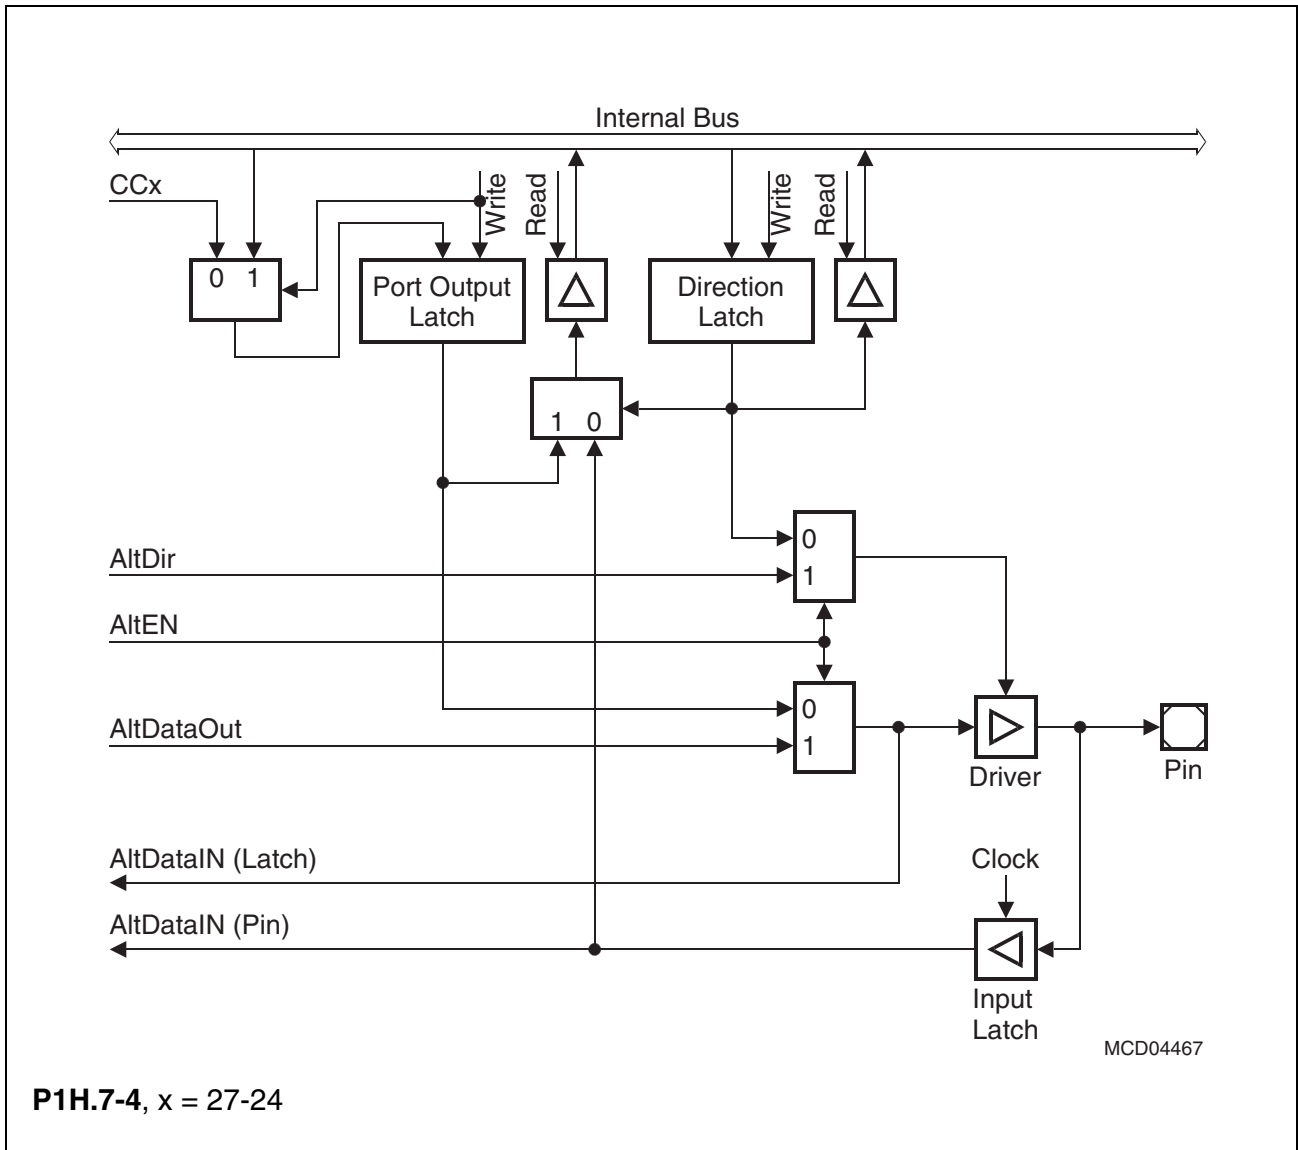 Internal Bus
CCx
Write
Read
Write
Read
0 1
Port Output
Latch
Direction
Latch
1 0
AltDir
0
1
AltEN
AltDataOut
0
1
Driver
Pin
AltDataIN (Latch)
Clock
AltDataIN (Pin)
Input
Latch
MCD04467
P1H.7-4, x = 27-24